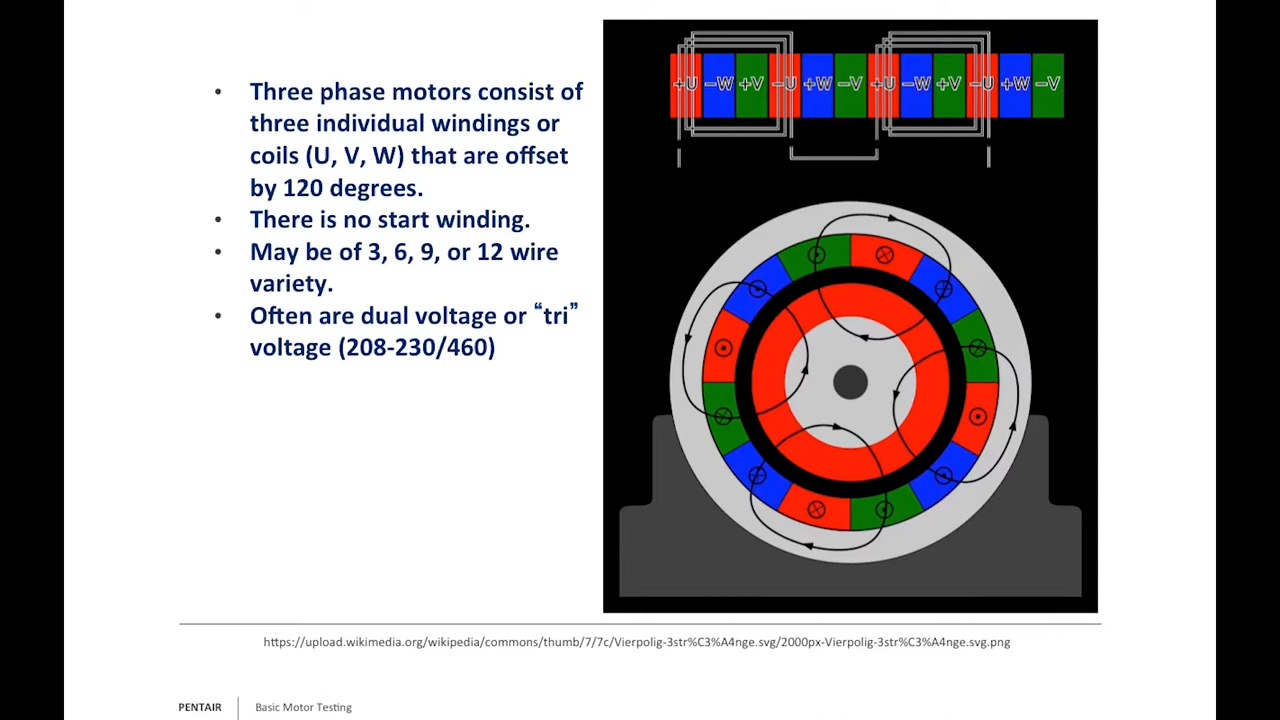 • Three phase motors consist of
three individual windings or
coils (U, V, W) that are offset
by 120 degrees.
• There is no start winding.
• May be of 3, 6, 9, or 12 wire
variety.
• Often are dual voltage or “tri”
voltage (208-230/460)
+U −W +V −U +W −V +U −W +V −U +W −V
https://upload.wikimedia.org/wikipedia/commons/thumb/7/7c/Vierpolig-3str%C3%A4nge.svg/2000px-Vierpolig-3str%C3%A4nge.svg.png
PENTAIR Basic Motor Testing